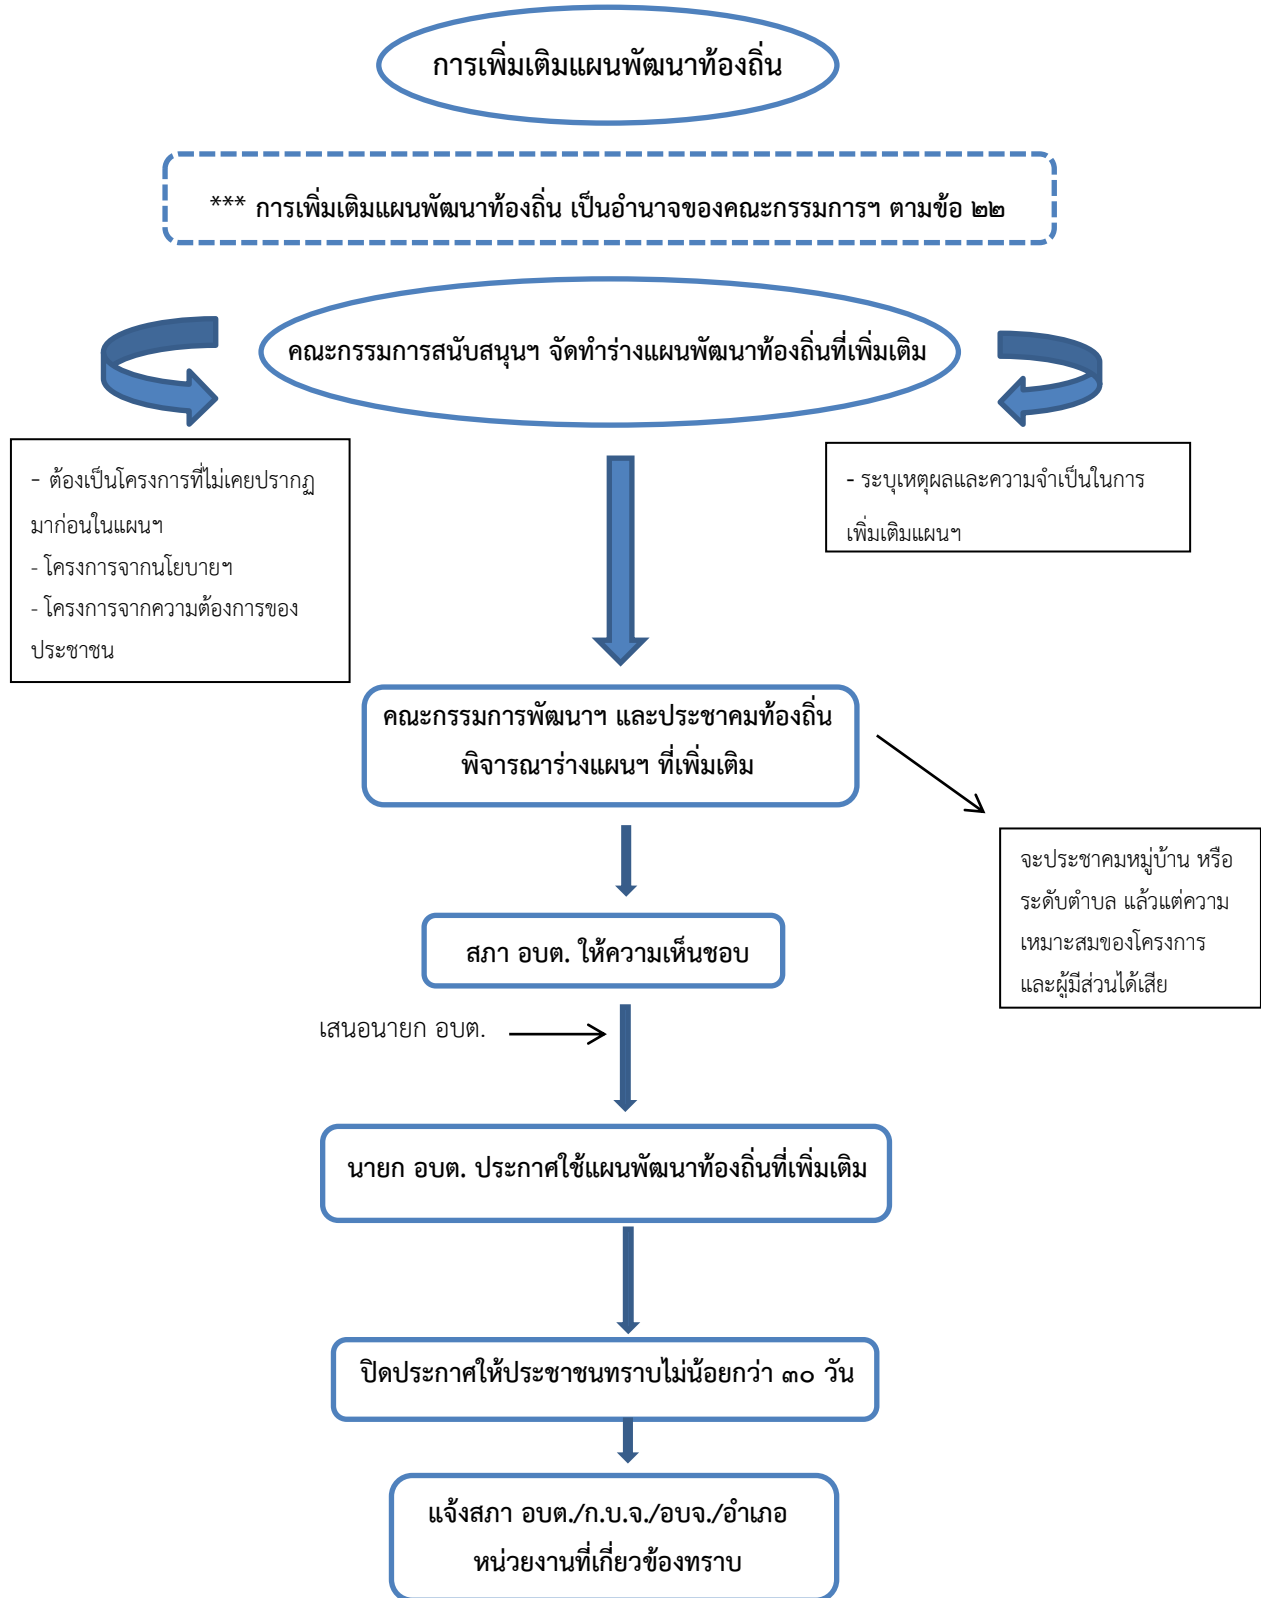 การเพิ่มเติมแผนพัฒนาท้องถิ่น
*** การเพิ่มเติมแผนพัฒนาท้องถิ่น เป็นอำนาจของคณะกรรมการฯ ตามข้อ ๒๒
คณะกรรมการสนับสนุนฯ จัดทำร่างแผนพัฒนาท้องถิ่นที่เพิ่มเติม
- ต้องเป็นโครงการที่ไม่เคยปรากฏ
มาก่อนในแผนฯ
- โครงการจากนโยบายฯ
- โครงการจากความต้องการของ
ประชาชน
- ระบุเหตุผลและความจำเป็นในการ
เพิ่มเติมแผนฯ
คณะกรรมการพัฒนาฯ และประชาคมท้องถิ่น
พิจารณาร่างแผนฯ ที่เพิ่มเติม
จะประชาคมหมู่บ้าน หรือ
ระดับตำบล แล้วแต่ความ
เหมาะสมของโครงการ
และผู้มีส่วนได้เสีย
สภา อบต. ให้ความเห็นชอบ
เสนอนายก อบต.
นายก อบต. ประกาศใช้แผนพัฒนาท้องถิ่นที่เพิ่มเติม
ปิดประกาศให้ประชาชนทราบไม่น้อยกว่า ๓๐ วัน
แจ้งสภา อบต./ก.บ.จ./อบจ./อำเภอ
หน่วยงานที่เกี่ยวข้องทราบ